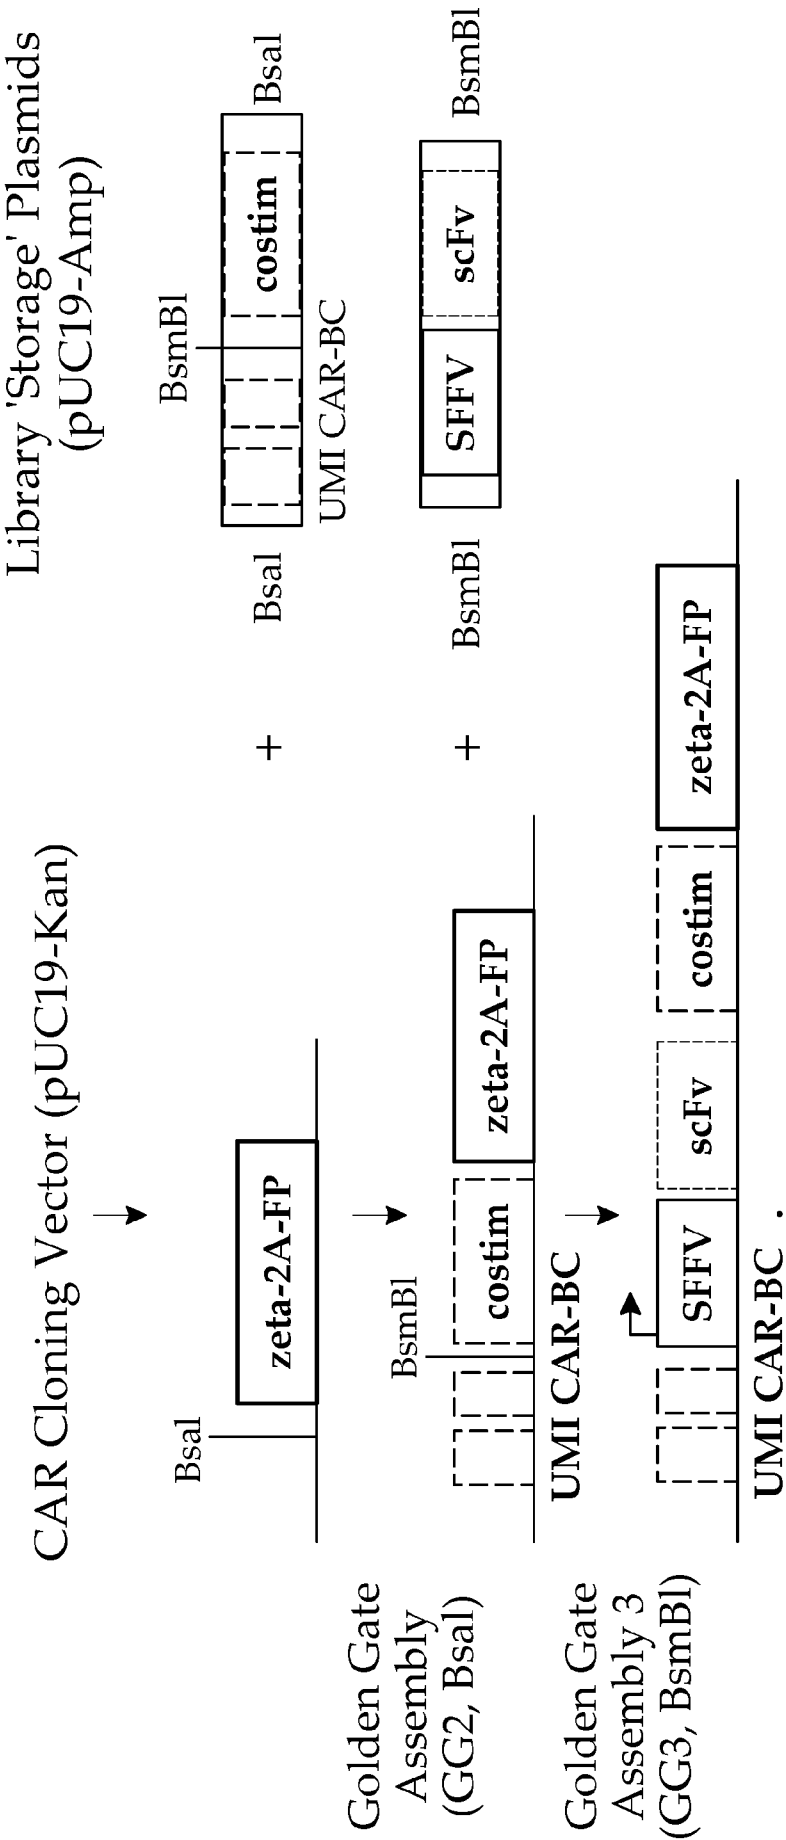 CAR Cloning Vector (pUC19-Kan)
Library 'Storage' Plasmids
(pUC19-Amp)
BsaI
zeta-2A-FP
+
BsaI
BsmBI
costim
BsaI
UMI CAR-BC
Golden Gate
Assembly
(GG2, BsaI)
BsmBI
costim
zeta-2A-FP
UMI CAR-BC
+
BsmBI
SFFV
scFv
BsmBI
Golden Gate
Assembly 3
(GG3, BsmBI)
SFFV
scFv
costim
zeta-2A-FP
UMI CAR-BC .